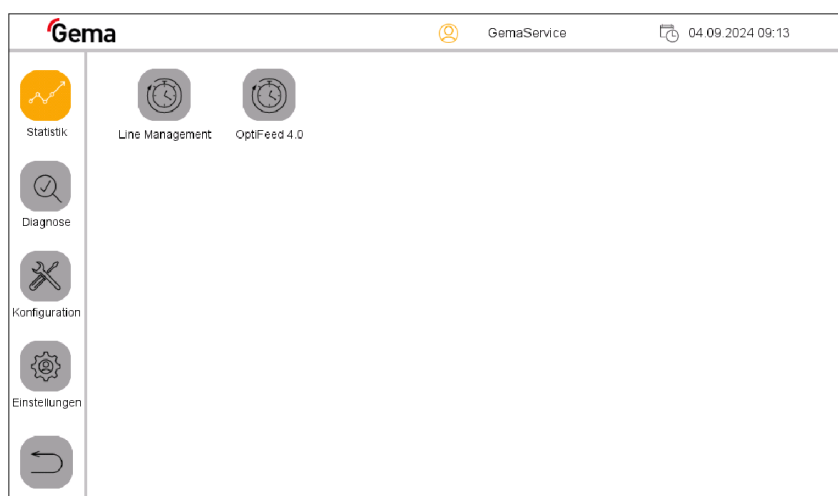 Gema
GemaService
04.09.2024 09:13
Statistik
Line Management
OptiFeed 4.0
Diagnose
Konfiguration
Einstellungen